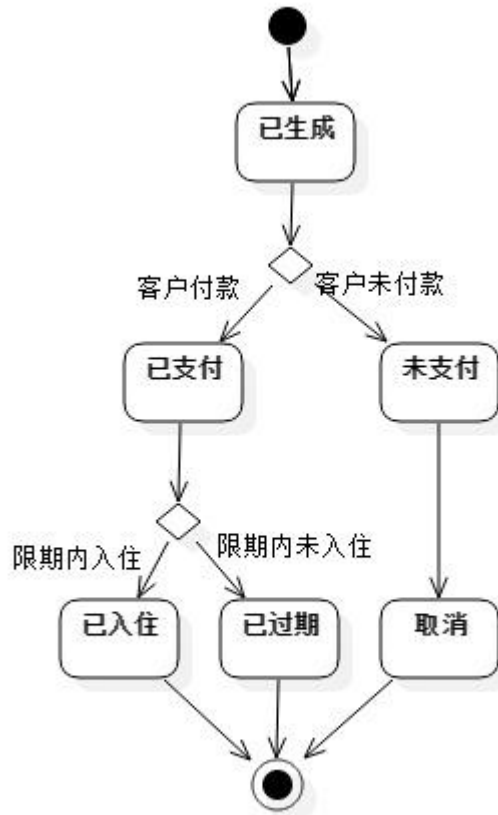 已生成
客户付款
客户未付款
已支付
未支付
限期内入住
限期内未入住
已入住
已过期
取消